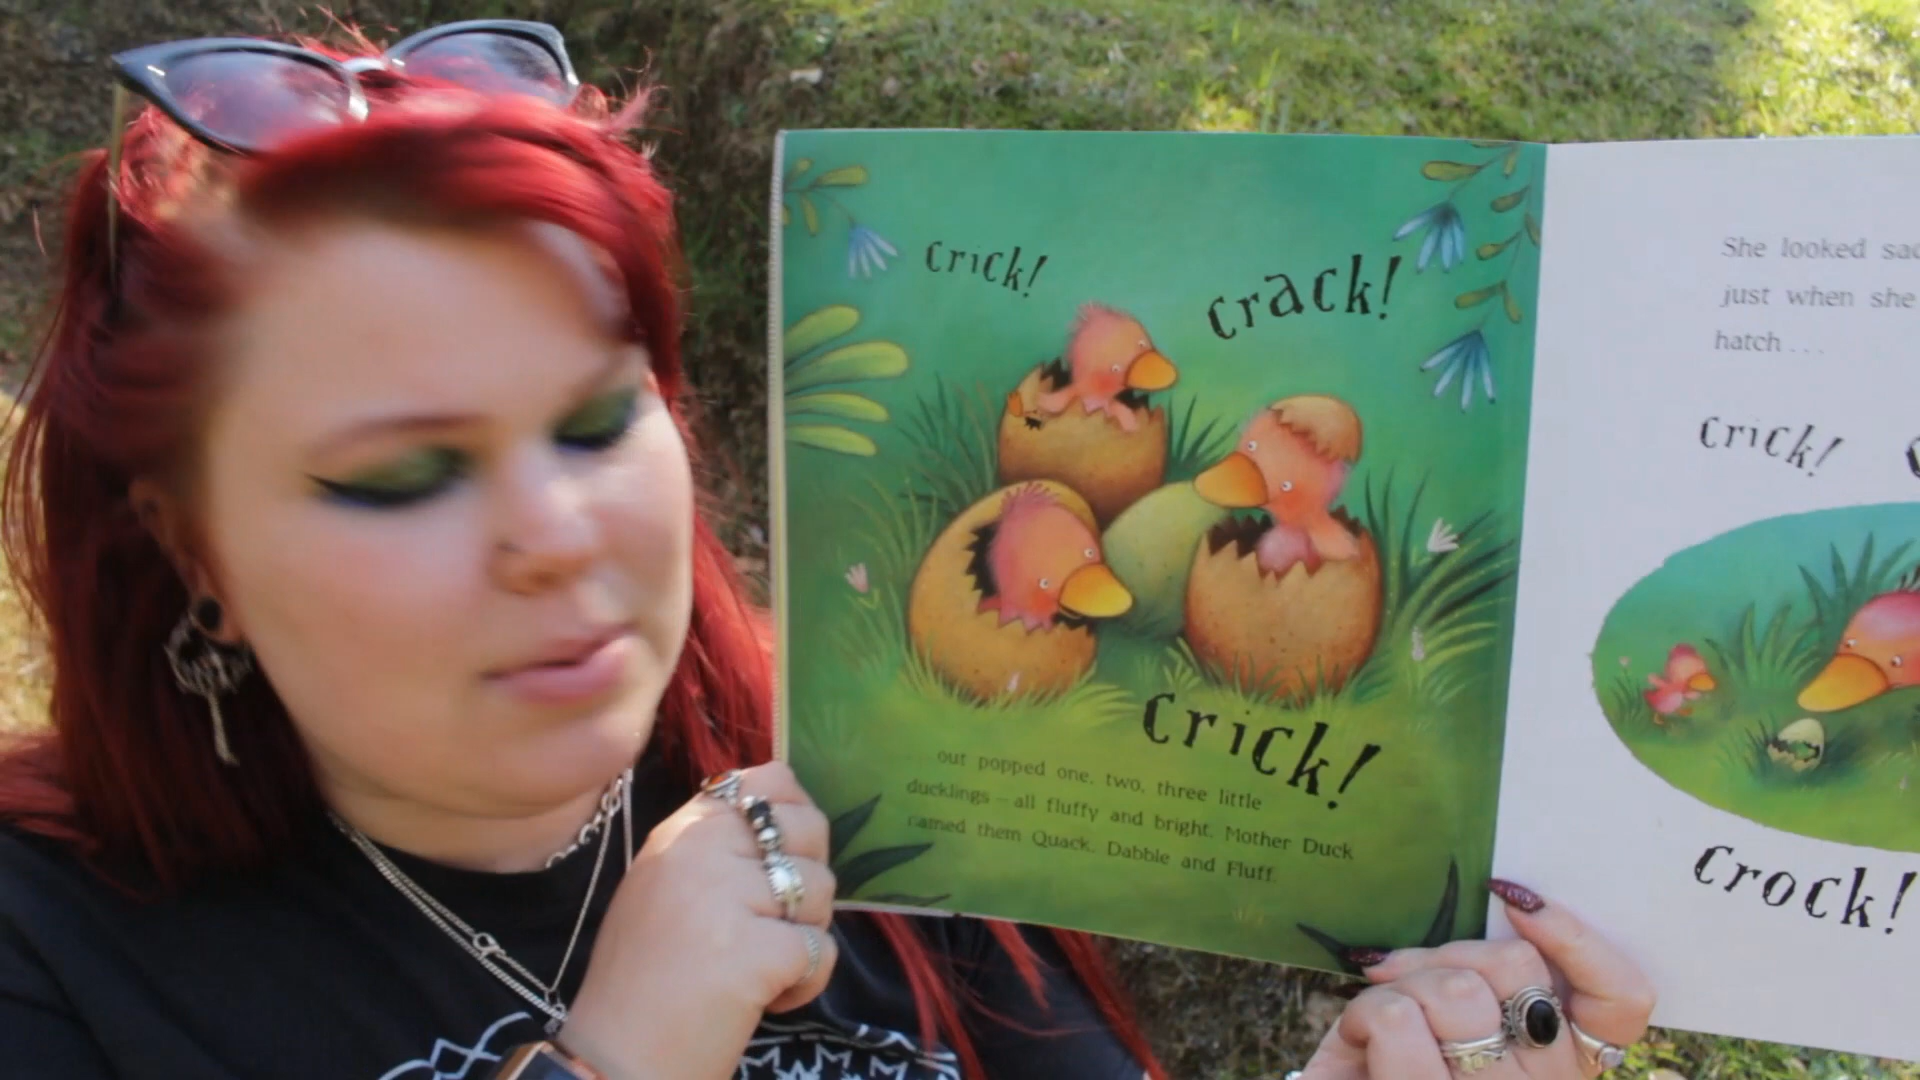 Crick!
Crack!
Crick!
out popped one, two, three little
ducklings – all fluffy and bright. Mother Duck
named them Quack, Dabble and Fluff.
She looked
just when she
hatch . . .
Crick!
Crock!